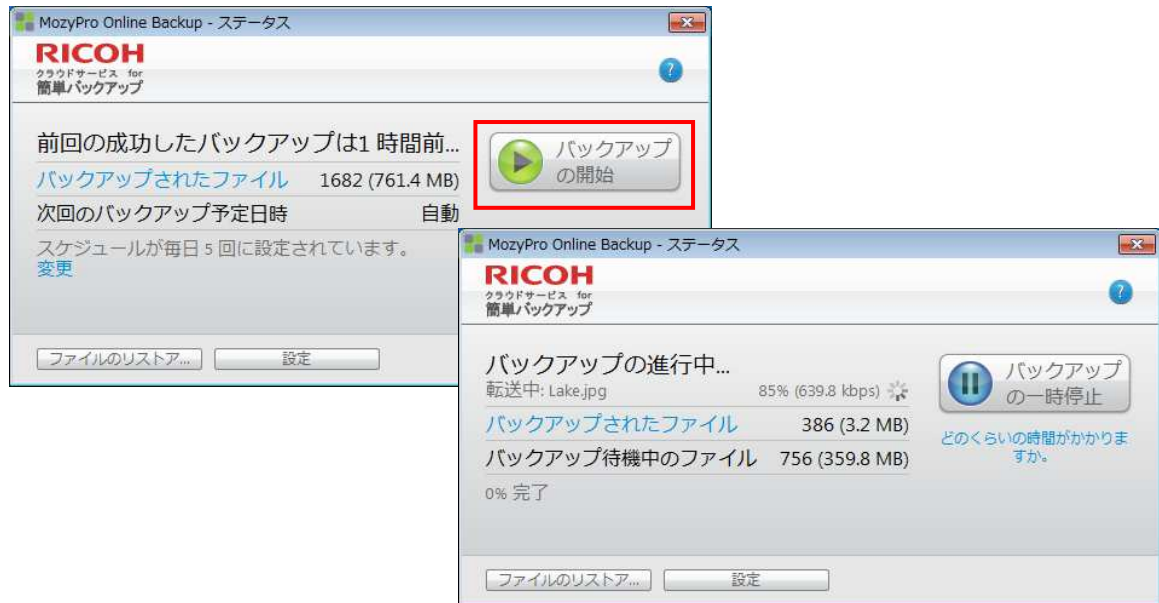 MozyPro Online Backup - ステータス
RICOH
クラウドサービス for
簡単バックアップ
?
前回の成功したバックアップは1 時間前...
バックアップされたファイル 1682 (761.4 MB)
次回のバックアップ予定日時 自動
スケジュールが毎日 5 回に設定されています。
変更
バックアップ
の開始
ファイルのリストア... 設定
MozyPro Online Backup - ステータス
RICOH
クラウドサービス for
簡単バックアップ
?
バックアップの進行中...
転送中: Lake.jpg 85% (639.8 kbps)
バックアップされたファイル 386 (3.2 MB)
バックアップ待機中のファイル 756 (359.8 MB)
0% 完了
バックアップ
の一時停止
どのくらいの時間がかかりま
すか。
ファイルのリストア... 設定